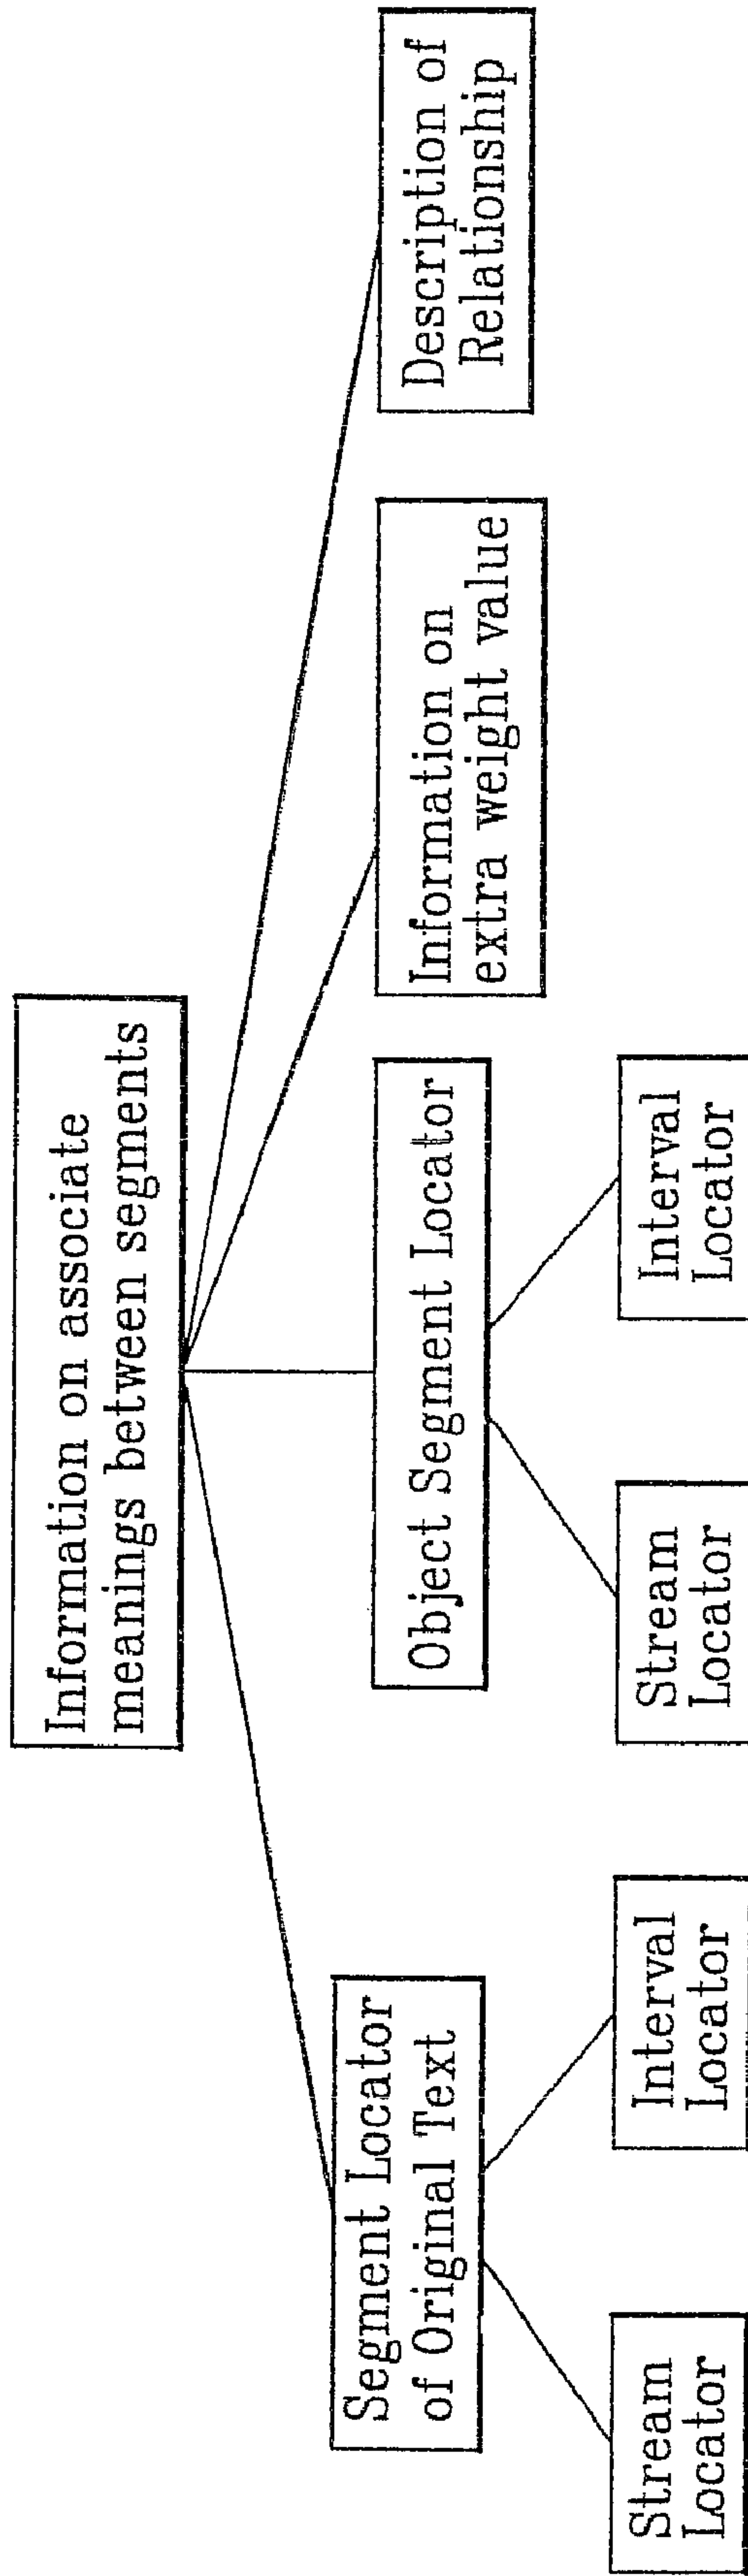 Information on associate
meanings between segments
Segment Locator
of Original Text
Object Segment Locator
Information on
extra weight value
Description of
Relationship
Stream
Locator
Interval
Locator
Stream
Locator
Interval
Locator